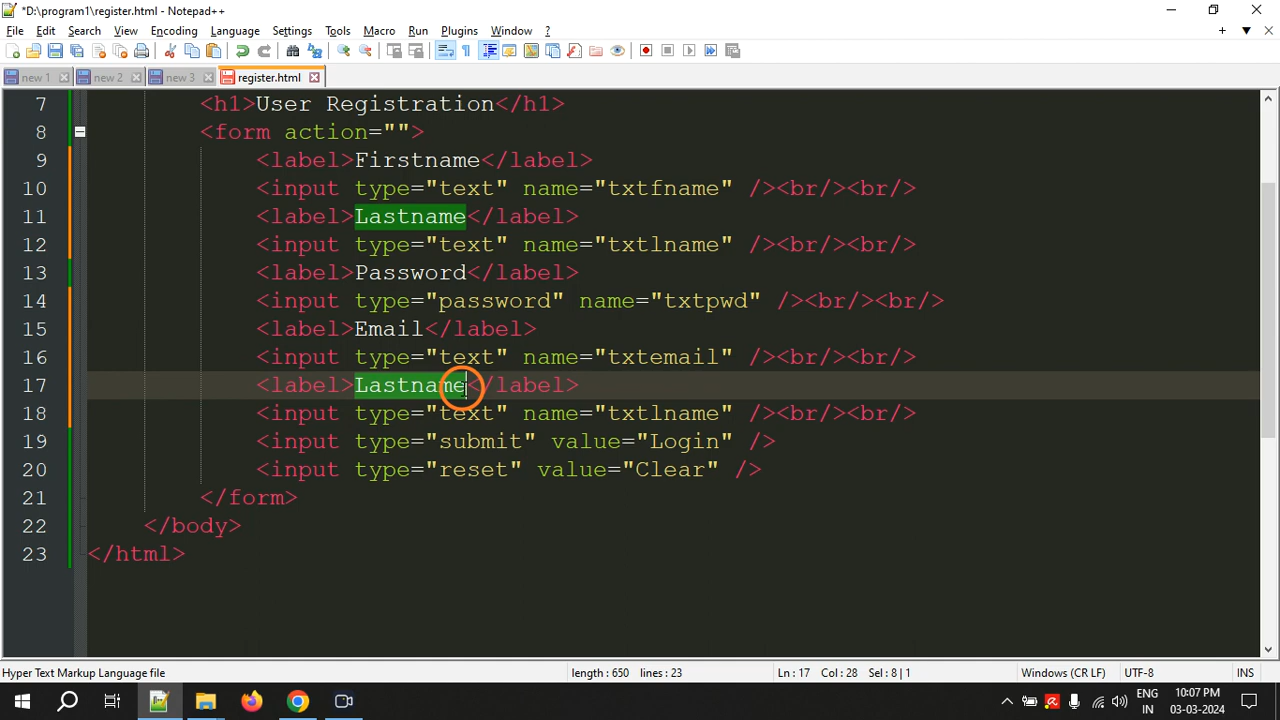 *D:\program1\register.html - Notepad++
File Edit Search View Encoding Language Settings Tools Macro Run Plugins Window ?
new 1 new 2 new 3 register.html
7 <h1>User Registration</h1>
8 <form action="">
9 <label>Firstname</label>
10 <input type="text" name="txtfname" /><br/><br/>
11 <label>Lastname</label>
12 <input type="text" name="txtlname" /><br/><br/>
13 <label>Password</label>
14 <input type="password" name="txtpwd" /><br/><br/>
15 <label>Email</label>
16 <input type="text" name="txtemail" /><br/><br/>
17 <label>Lastname</label>
18 <input type="text" name="txtlname" /><br/><br/>
19 <input type="submit" value="Login" />
20 <input type="reset" value="Clear" />
21 </form>
22 </body>
23 </html>
Hyper Text Markup Language file length : 650 lines : 23 Ln : 17 Col : 28 Sel : 8 | 1 Windows (CR LF) UTF-8 INS
ENG 10:07 PM
IN 03-03-2024